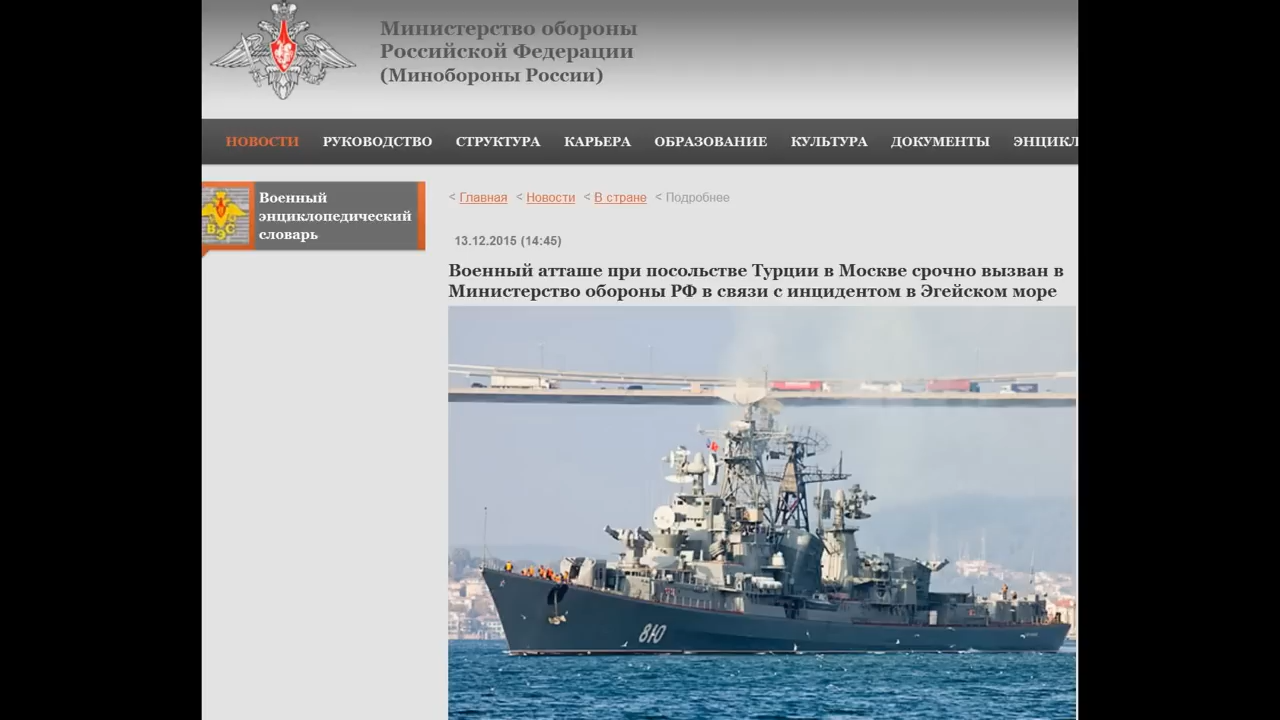 Министерство обороны
Российской Федерации
(Минобороны России)
НОВОСТИ РУКОВОДСТВО СТРУКТУРА КАРЬЕРА ОБРАЗОВАНИЕ КУЛЬТУРА ДОКУМЕНТЫ ЭНЦИКЛ
Военный
энциклопедический
словарь
ВЭС
< Главная < Новости < В стране < Подробнее
13.12.2015 (14:45)
Военный атташе при посольстве Турции в Москве срочно вызван в
Министерство обороны РФ в связи с инцидентом в Эгейском море
810